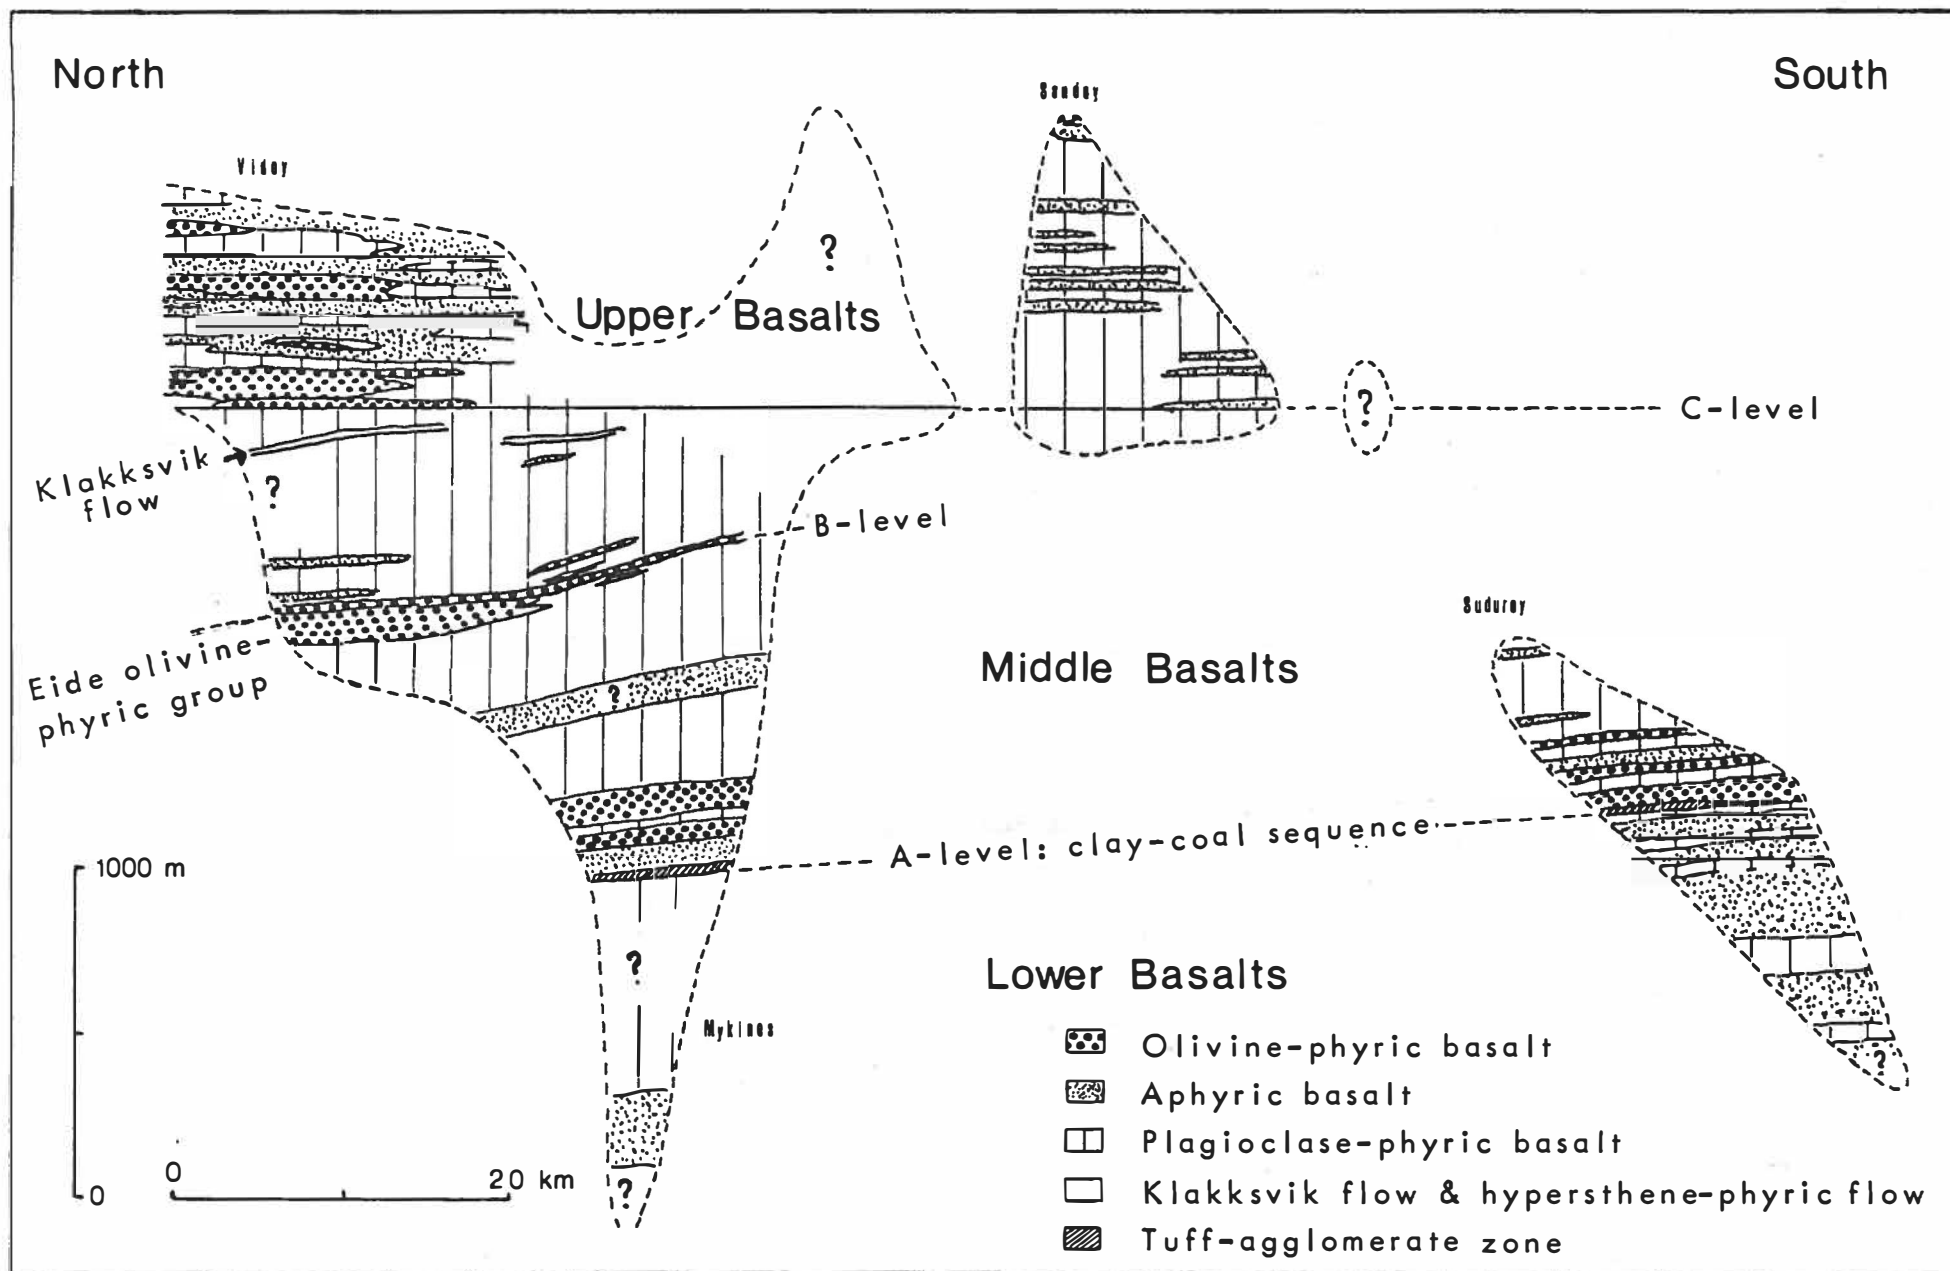 North
South
Sandoy
Vidoy
?
Upper Basalts
?
C-level
Klakksvik
flow
?
B-level
Suduroy
Eide olivine-
phyric group
Middle Basalts
?
A-level: clay-coal sequence
1000 m
?
Lower Basalts
Mykines
Olivine-phyric basalt
?
Aphyric basalt
Plagioclase-phyric basalt
0
20 km
0
?
Klakksvik flow & hypersthene-phyric flow
Tuff-agglomerate zone